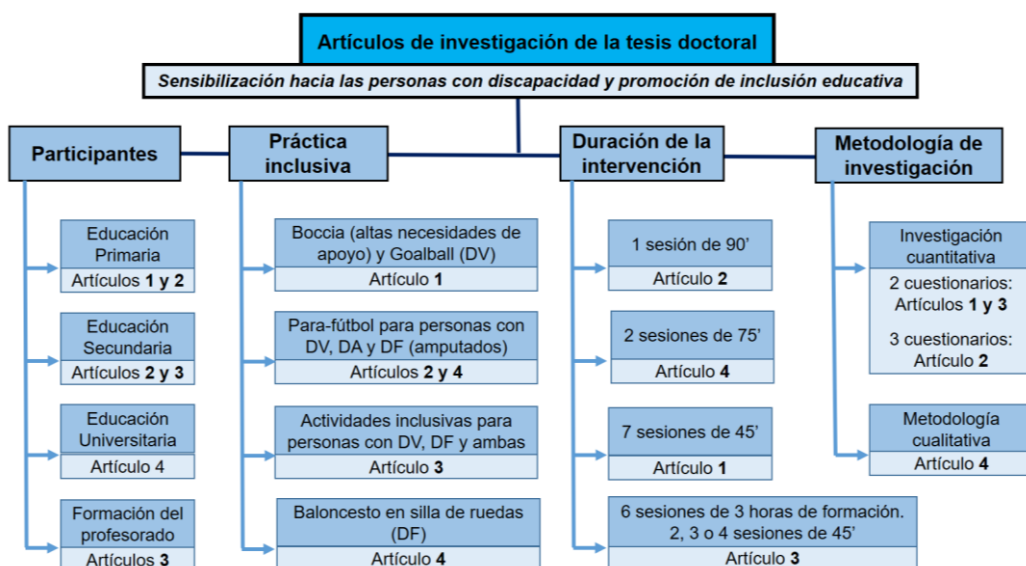 Artículos de investigación de la tesis doctoral
Sensibilización hacia las personas con discapacidad y promoción de inclusión educativa
Participantes
Educación
Primaria
Artículos 1 y 2
Educación
Secundaria
Artículos 2 y 3
Educación
Universitaria
Artículo 4
Formación del
profesorado
Artículos 3
Práctica
inclusiva
Boccia (altas necesidades de
apoyo) y Goalball (DV)
Artículo 1
Para-fútbol para personas con
DV, DA y DF (amputados)
Artículos 2 y 4
Actividades inclusivas para
personas con DV, DF y ambas
Artículo 3
Baloncesto en silla de ruedas
(DF)
Artículo 4
Duración de la
intervención
1 sesión de 90’
Artículo 2
2 sesiones de 75’
Artículo 4
7 sesiones de 45’
Artículo 1
6 sesiones de 3 horas de formación.
2, 3 o 4 sesiones de 45’
Artículo 3
Metodología de
investigación
Investigación
cuantitativa
2 cuestionarios:
Artículos 1 y 3
3 cuestionarios:
Artículo 2
Metodología
cualitativa
Artículo 4